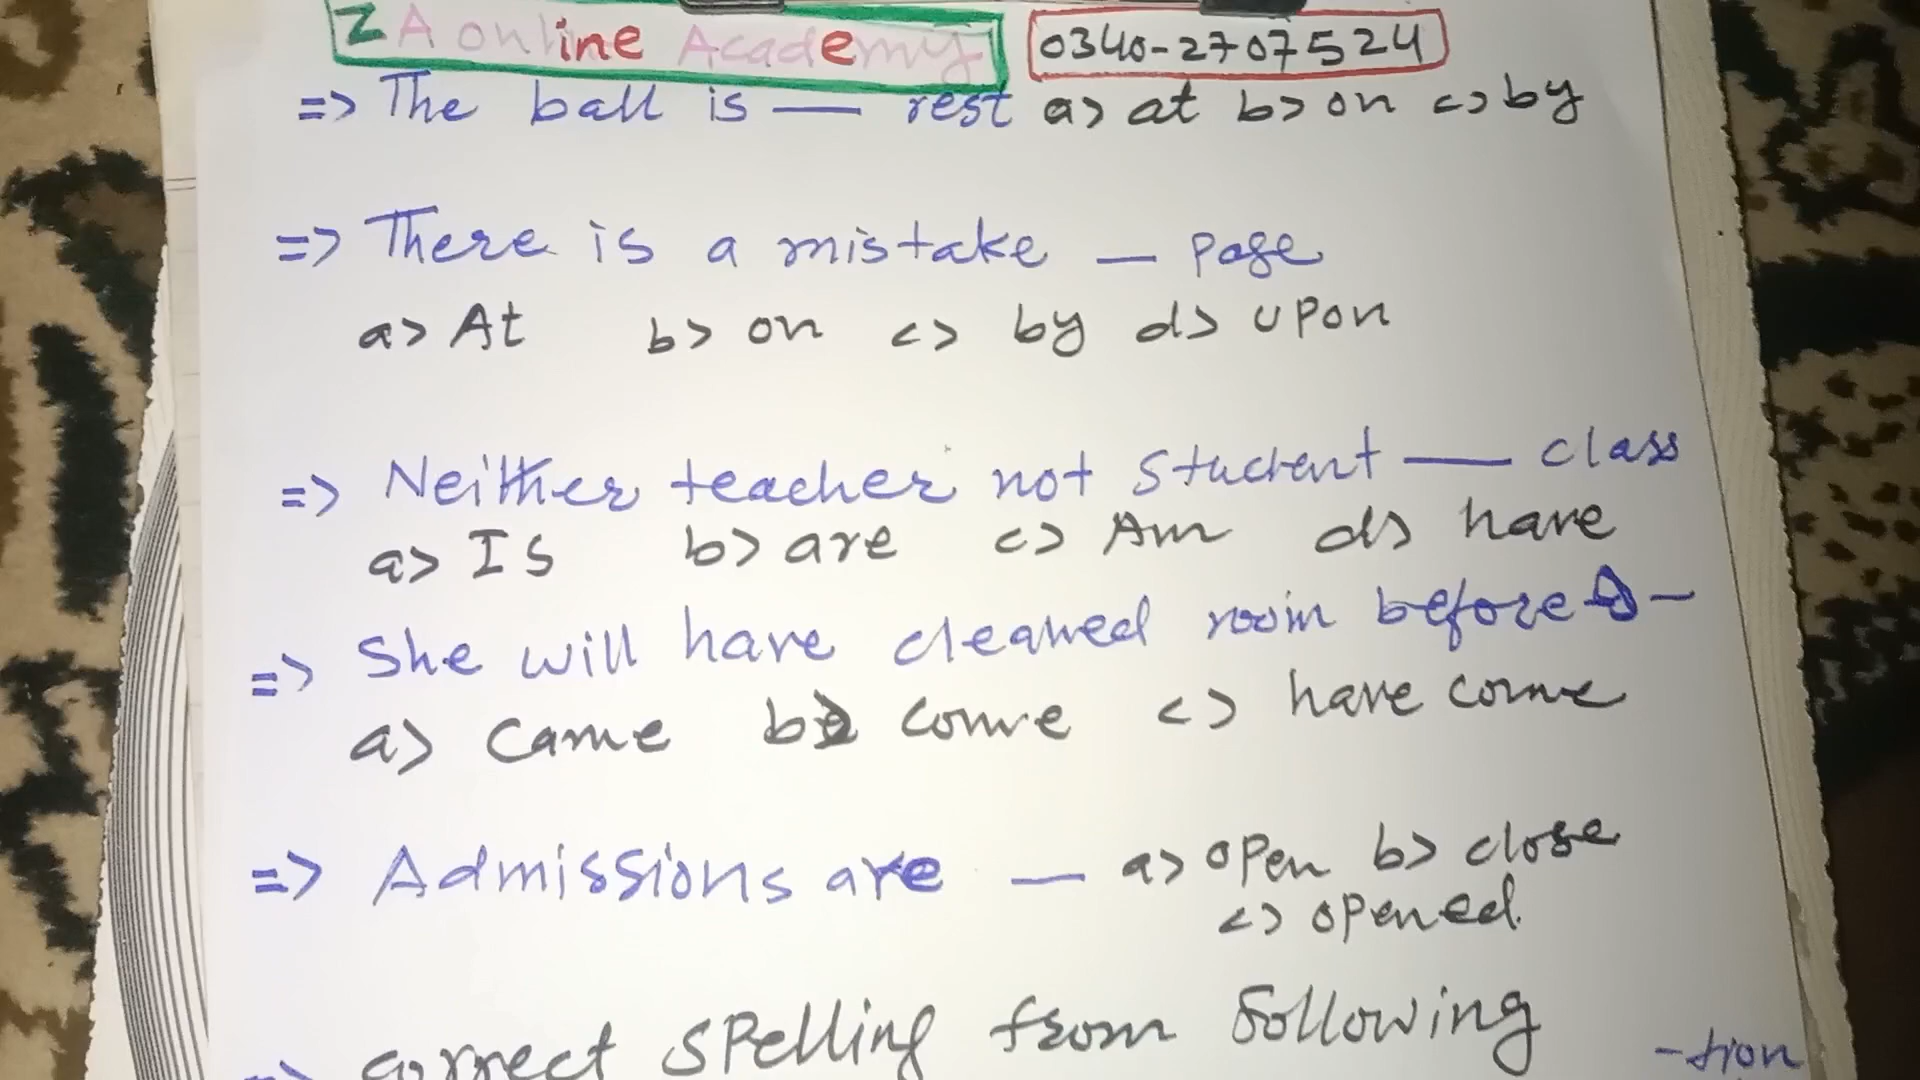 ZA online Academy 0340-2707524
=> The ball is — rest a> at b> on c> by
=> There is a mistake — Page
a> At b> on c> by d> upon
=> Neither teacher not student — class
a> Is b> are c> Am d> have
=> She will have cleaned room before —
a> came b> come c> have come
=> Admissions are — a> open b> close
c> opened
=> correct spelling from following
-tion